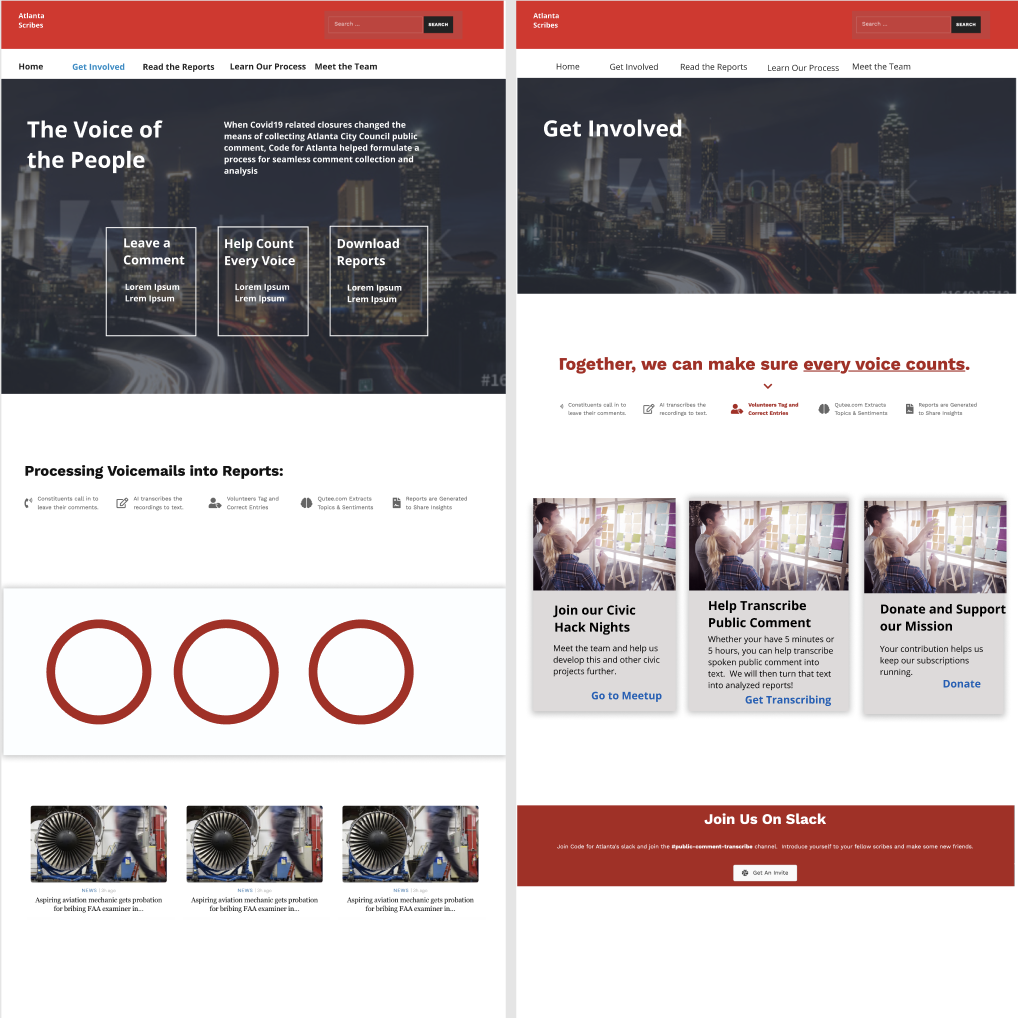 Atlanta
Scribes
Search ...
SEARCH
Home
Get Involved
Read the Reports
Learn Our Process
Meet the Team
The Voice of
the People
When Covid19 related closures changed the
means of collecting Atlanta City Council public
comment, Code for Atlanta helped formulate a
process for seamless comment collection and
analysis
Leave a
Comment
Lorem Ipsum
Lrem Ipsum
Help Count
Every Voice
Lorem Ipsum
Lrem Ipsum
Download
Reports
Lorem Ipsum
Lrem Ipsum
#16
Processing Voicemails into Reports:
Constituents call in to
leave their comments.
AI transcribes the
recordings to text.
Volunteers Tag and
Correct Entries
Qutee.com Extracts
Topics & Sentiments
Reports are Generated
to Share Insights
NEWS | 5h ago
Aspiring aviation mechanic gets probation
for bribing FAA examiner in...
NEWS | 5h ago
Aspiring aviation mechanic gets probation
for bribing FAA examiner in...
NEWS | 5h ago
Aspiring aviation mechanic gets probation
for bribing FAA examiner in...
Atlanta
Scribes
Search ...
SEARCH
Home
Get Involved
Read the Reports
Learn Our Process
Meet the Team
Get Involved
Adobe Stock
Together, we can make sure every voice counts.
Constituents call in to
leave their comments.
AI transcribes the
recordings to text.
Volunteers Tag and
Correct Entries
Qutee.com Extracts
Topics & Sentiments
Reports are Generated
to Share Insights
Join our Civic
Hack Nights
Meet the team and help us
develop this and other civic
projects further.
Go to Meetup
Help Transcribe
Public Comment
Whether your have 5 minutes or
5 hours, you can help transcribe
spoken public comment into
text. We will then turn that text
into analyzed reports!
Get Transcribing
Donate and Support
our Mission
Your contribution helps us
keep our subscriptions
running.
Donate
Join Us On Slack
Join Code for Atlanta's slack and join the #public-comment-transcribe channel. Introduce yourself to your fellow scribes and make some new friends.
Get An Invite